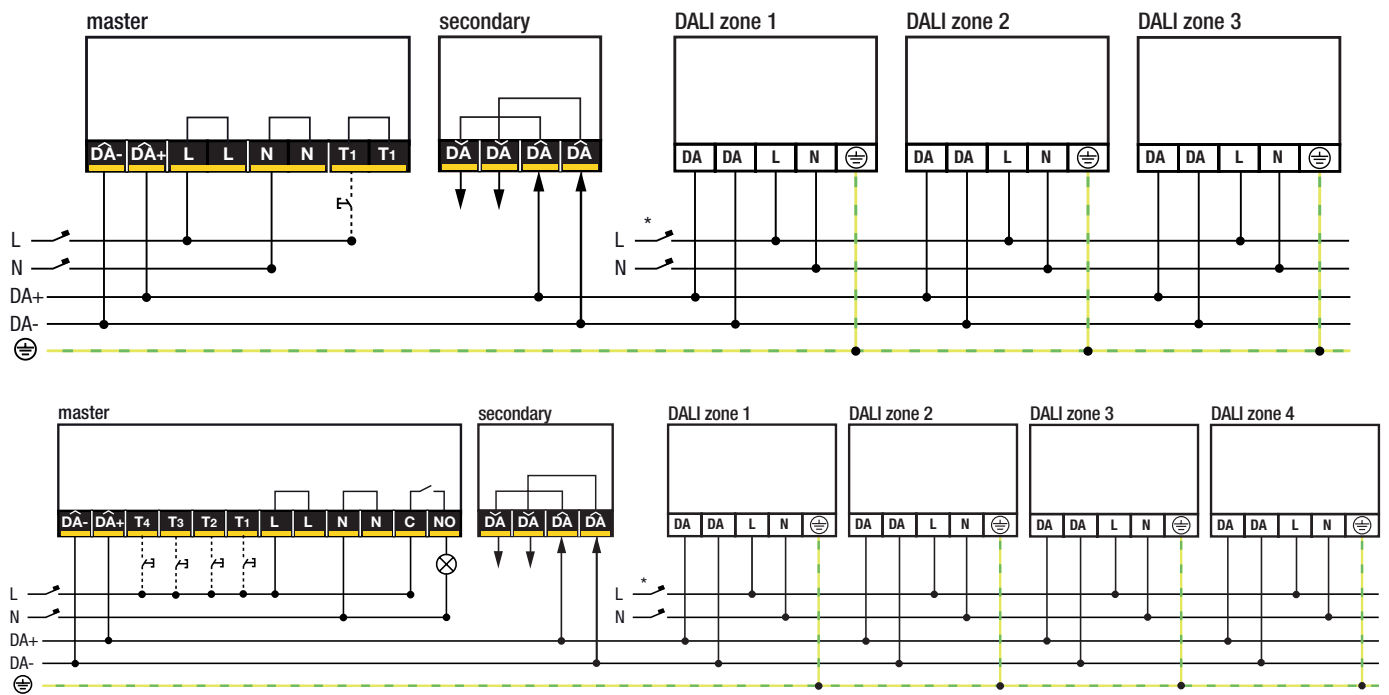 master secondary DALI zone 1 DALI zone 2 DALI zone 3
DA- DA+ L L N N T1 T1 DA DA DA DA DA DA L N DA DA L N DA DA L N
*
L L
N N
DA+
DA-
master secondary DALI zone 1 DALI zone 2 DALI zone 3 DALI zone 4
DA- DA+ T4 T3 T2 T1 L L N N C NO DA DA DA DA DA DA L N DA DA L N DA DA L N DA DA L N
*
L L
N N
DA+
DA-